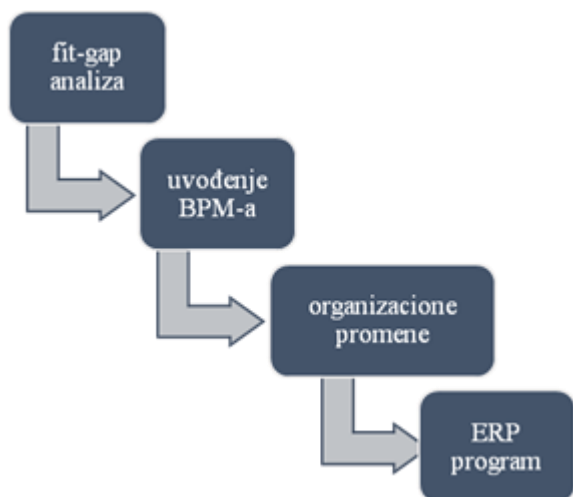 fit-gap
analiza
uvođenje
BPM-a
organizacione
promene
ERP
program